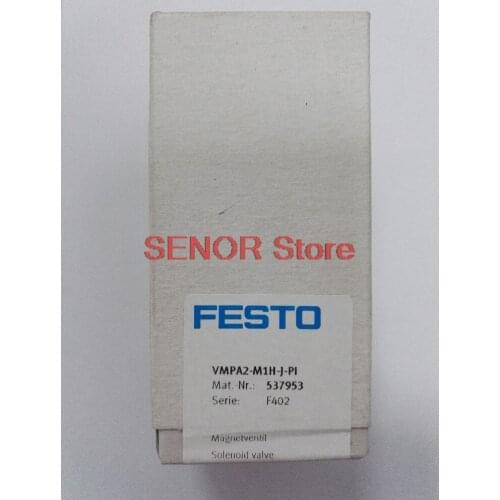 SENOR Store
FESTO
VMPA2-M1H-J-PI
Mat.-Nr.: 537953
Serie: F402
Magnetventil
Solenoid valve